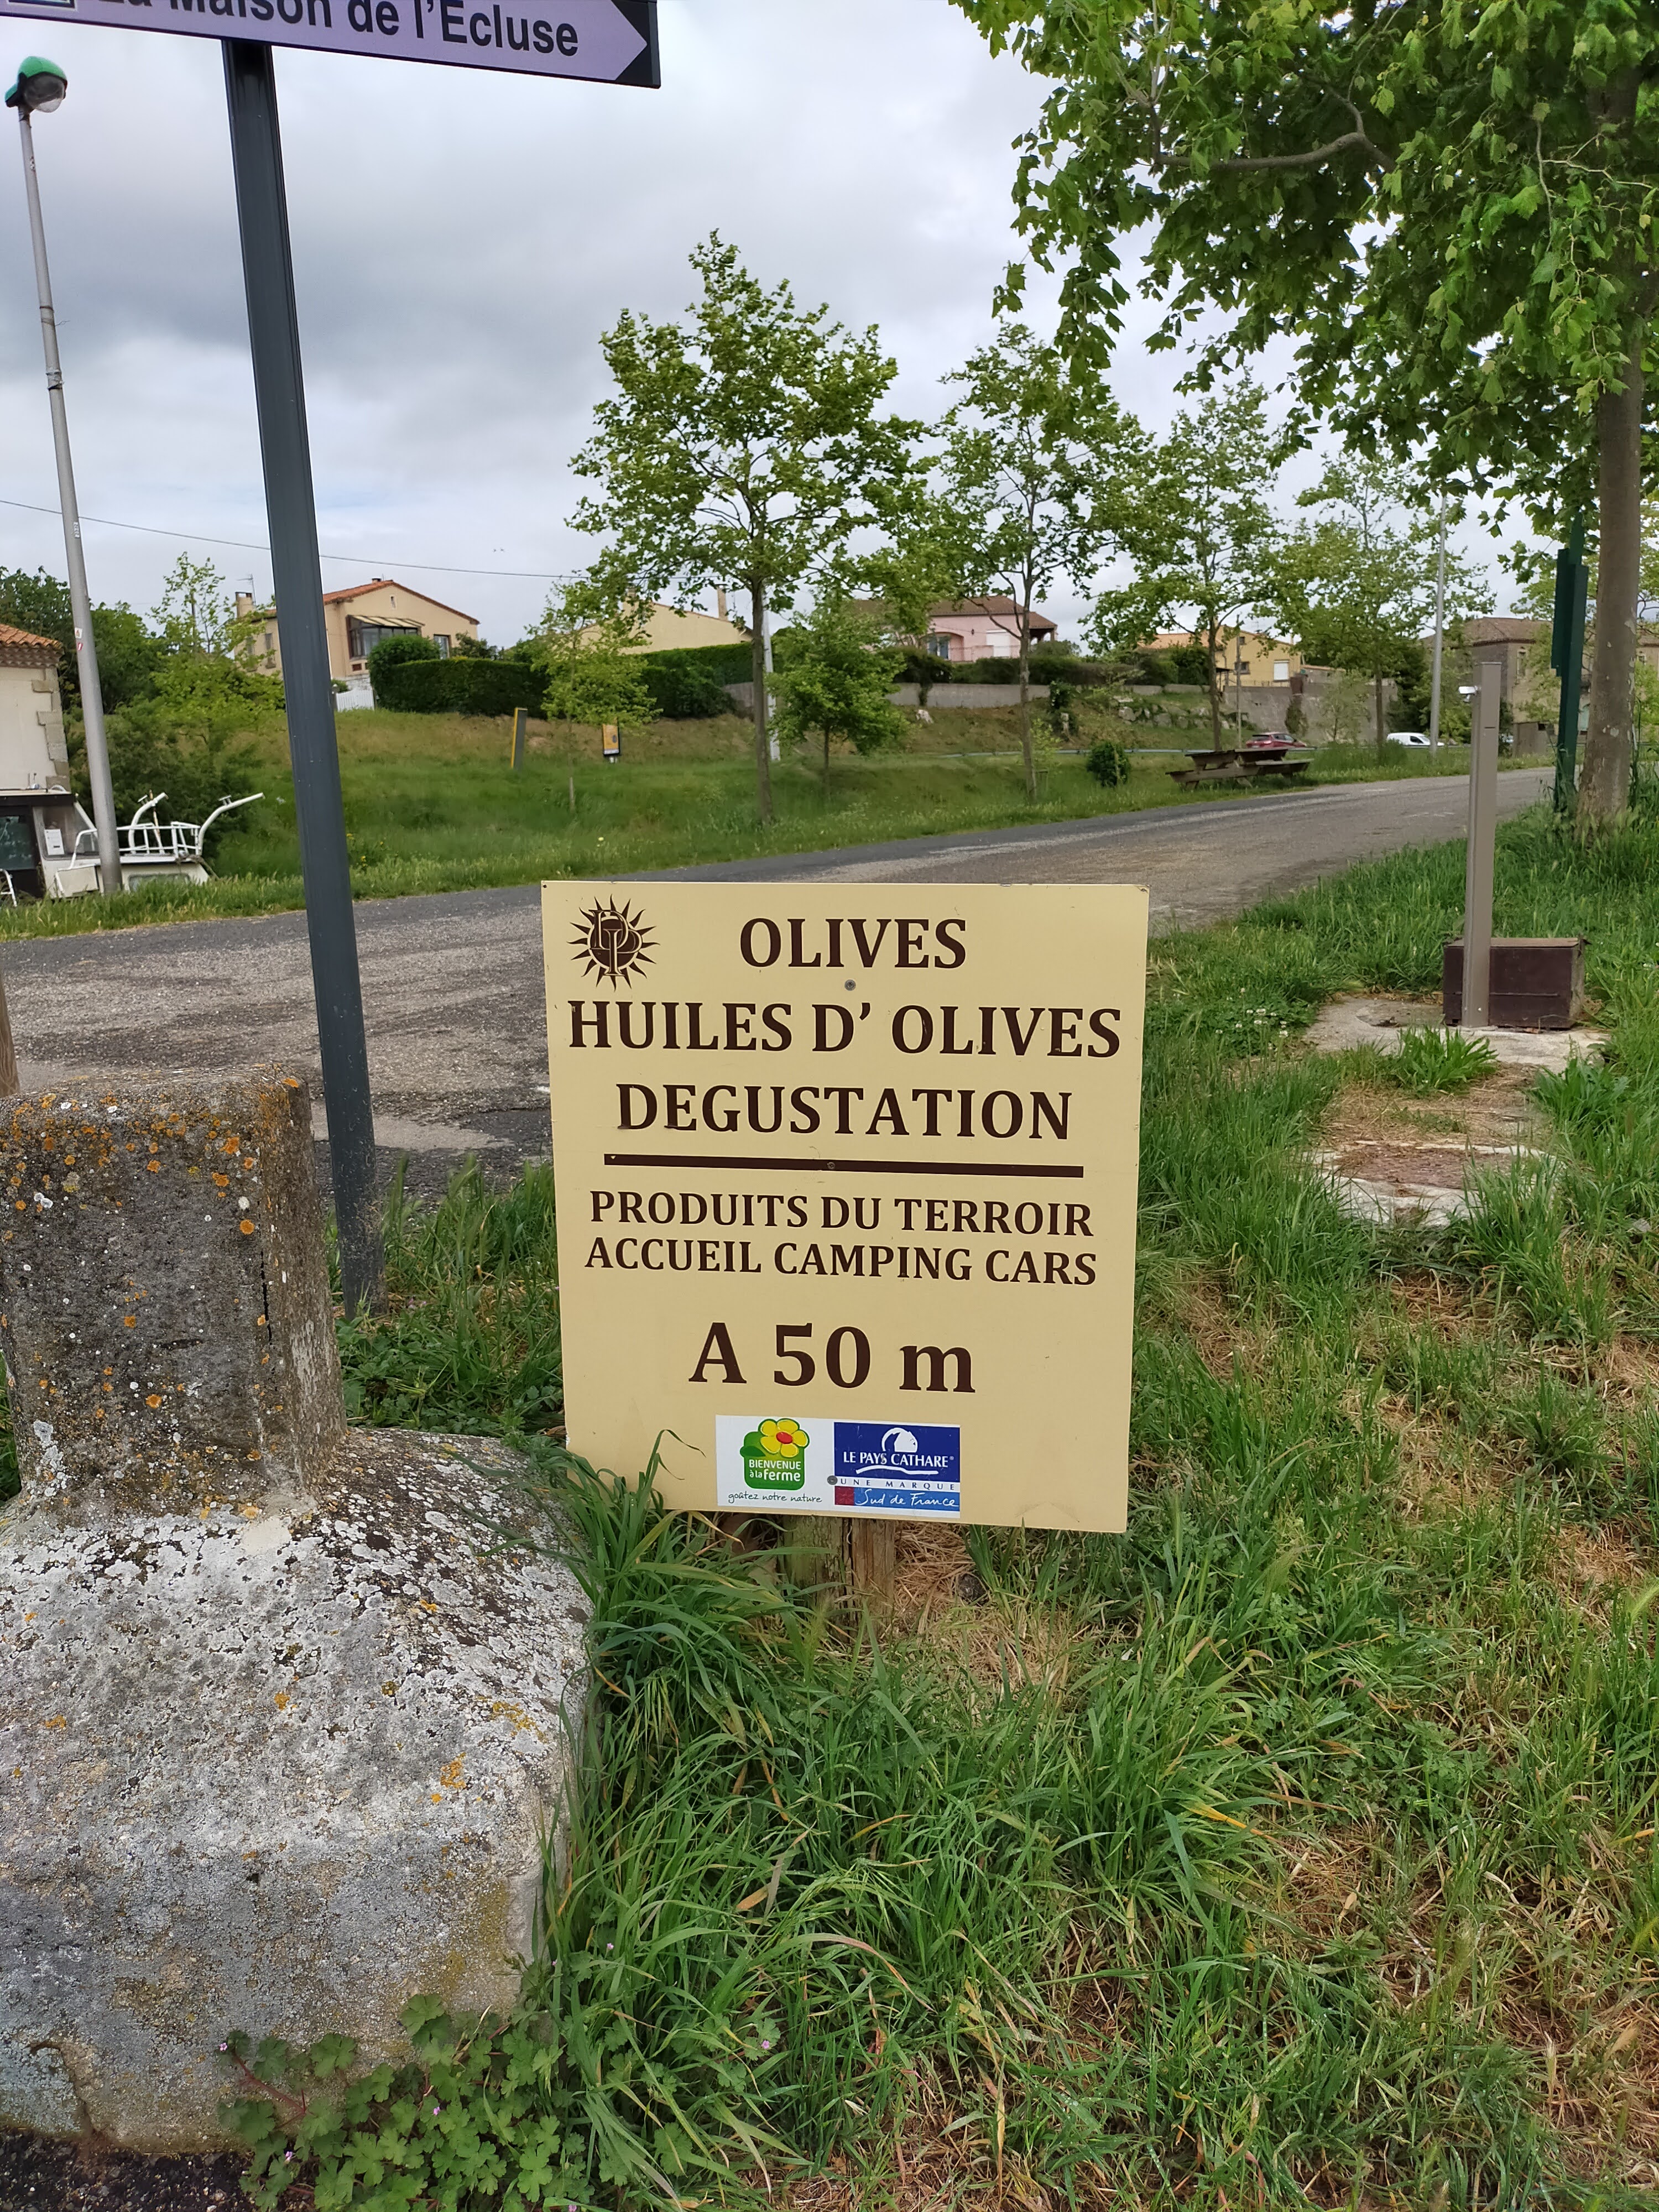 La Maison de l'Ecluse
OLIVES
HUILES D' OLIVES
DEGUSTATION
PRODUITS DU TERROIR
ACCUEIL CAMPING CARS
A 50 m
BIENVENUE
à la ferme
goûtez notre nature
LE PAYS CATHARE®
UNE MARQUE
Sud de France